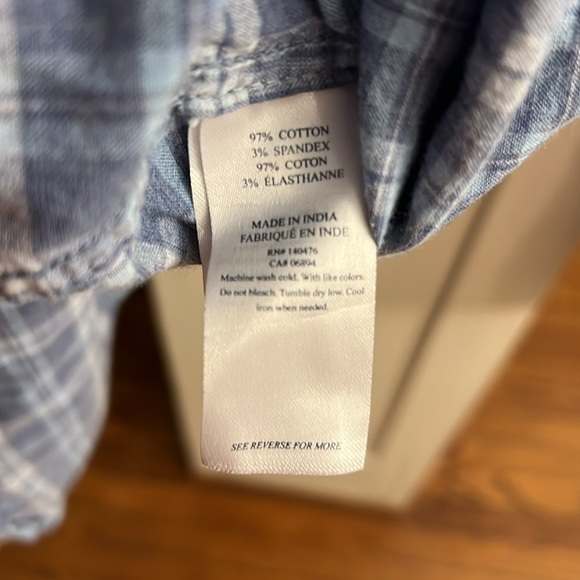 97% COTTON
3% SPANDEX
97% COTON
3% ÉLASTHANNE
MADE IN INDIA
FABRIQUÉ EN INDE
RN# 140476
CA# 06894
Machine wash cold. With like colors.
Do not bleach. Tumble dry low. Cool
iron when needed.
SEE REVERSE FOR MORE